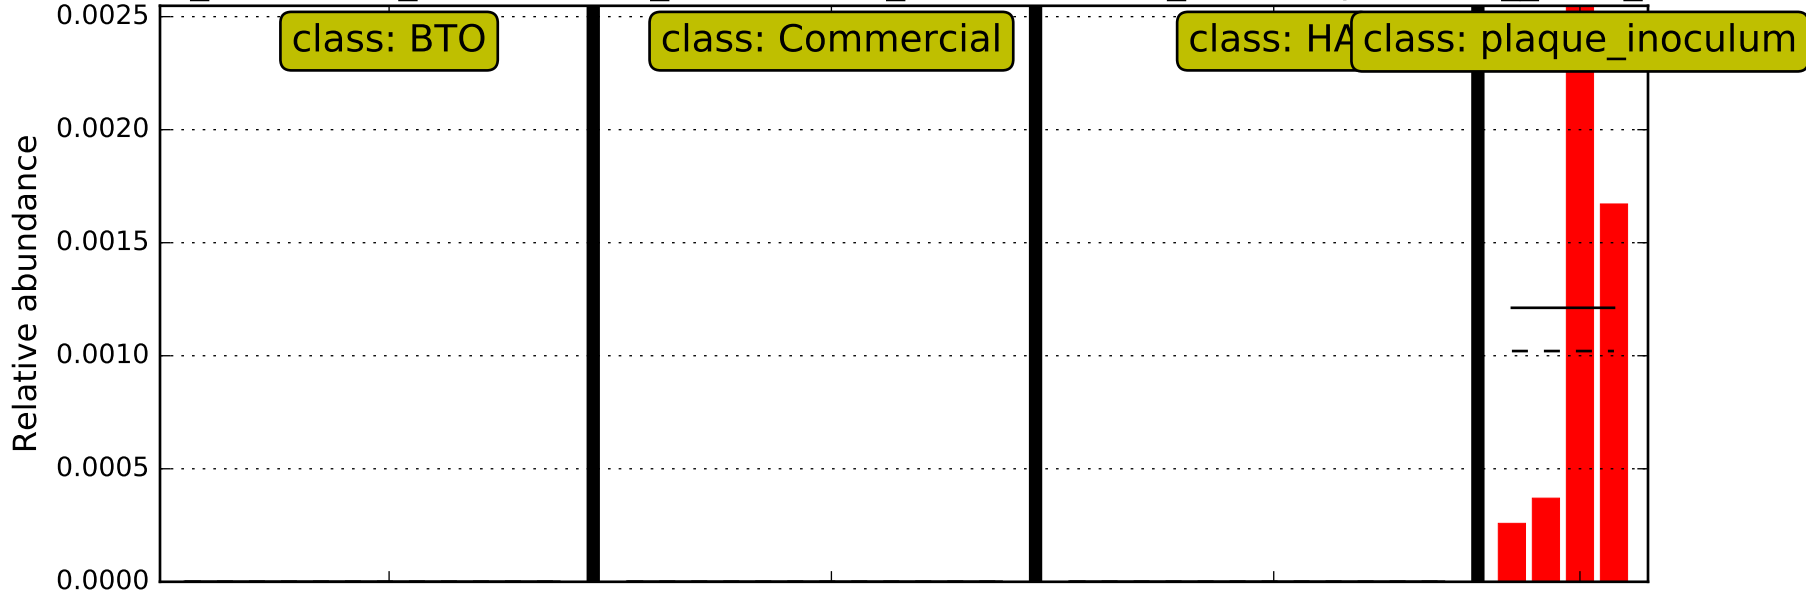 0.0025
class: BTO
class: Commercial
class: HA
class: plaque_inoculum
0.0020
0.0015
0.0010
0.0005
0.0000
Relative abundance